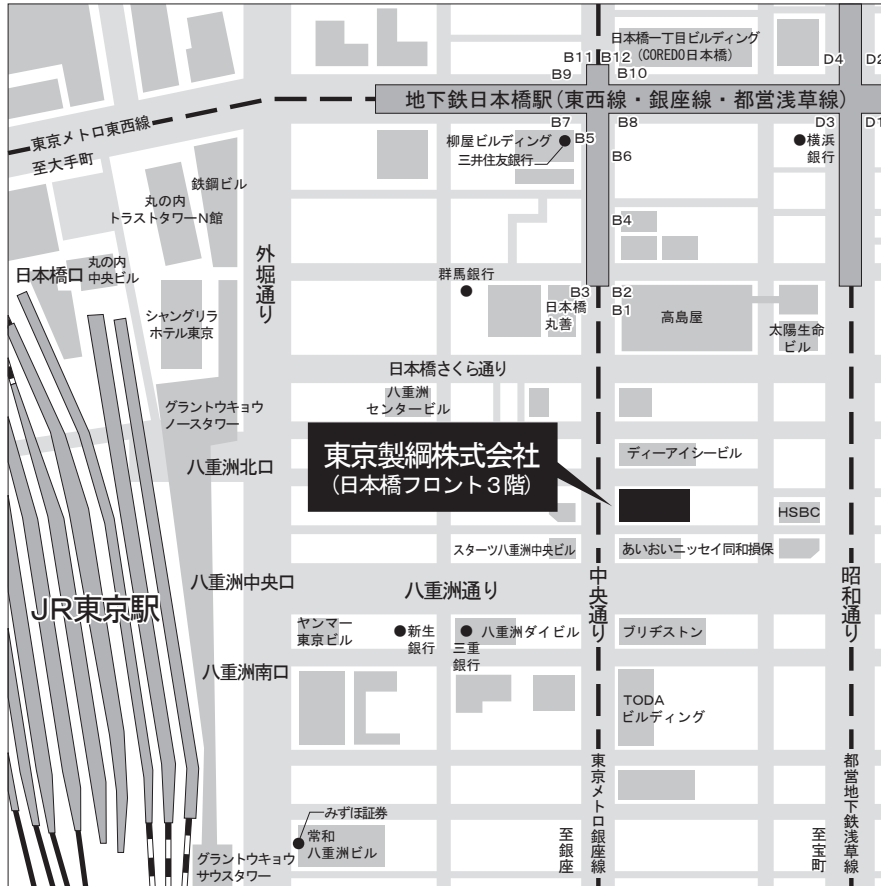 日本橋一丁目ビルディング
(COREDO日本橋)
B11
B12
B9
B10
D4
D2
地下鉄日本橋駅(東西線・銀座線・都営浅草線)
東京メトロ東西線
至大手町
B7
B5
B8
D3
D1
柳屋ビルディング
三井住友銀行
B6
横浜
銀行
鉄鋼ビル
丸の内
トラストタワーN館
B4
外堀通り
日本橋口
丸の内
中央ビル
群馬銀行
B3
B2
B1
日本橋
丸善
高島屋
太陽生命
ビル
シャングリラ
ホテル東京
日本橋さくら通り
八重洲
センタービル
グラントウキョウ
ノースタワー
八重洲北口
東京製綱株式会社
(日本橋フロント3階)
ディーアイシービル
HSBC
スターツ八重洲中央ビル
あいおいニッセイ同和損保
八重洲中央口
八重洲通り
中央通り
昭和通り
JR東京駅
ヤンマー
東京ビル
新生
銀行
三重
銀行
八重洲ダイビル
ブリヂストン
八重洲南口
TODA
ビルディング
東京メトロ銀座線
都営地下鉄浅草線
みずほ証券
常和
八重洲ビル
至銀座
至宝町
グラントウキョウ
サウスタワー